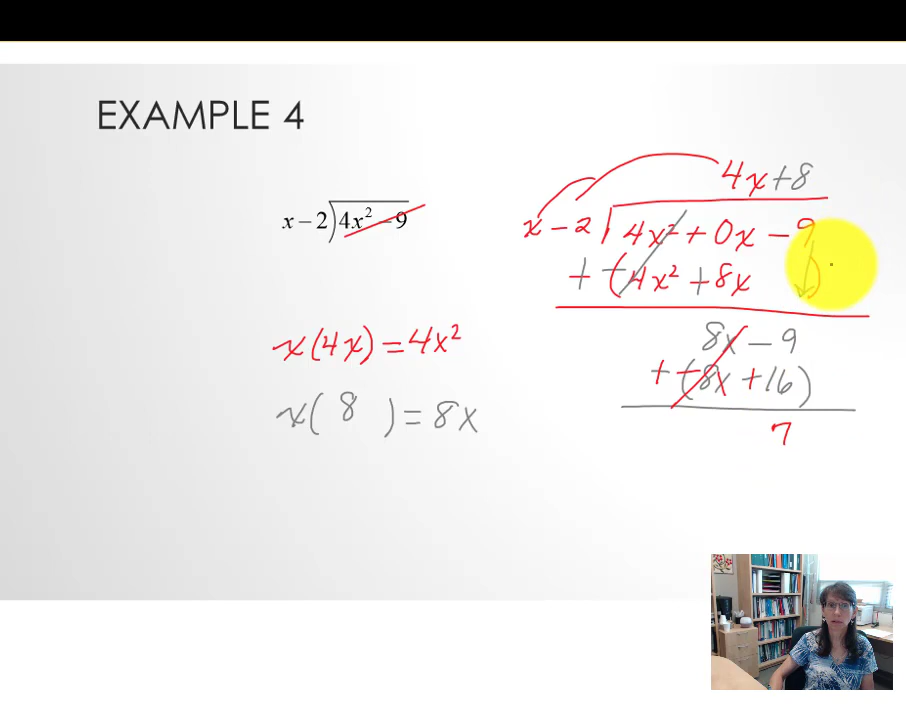 EXAMPLE 4
x – 2)4x² – 9
4x+8
x – 2)4x² + 0x – 9
+ –(4x² + 8x )
8x – 9
+ –(8x + 16)
7
x(4x) = 4x²
x( 8 ) = 8x